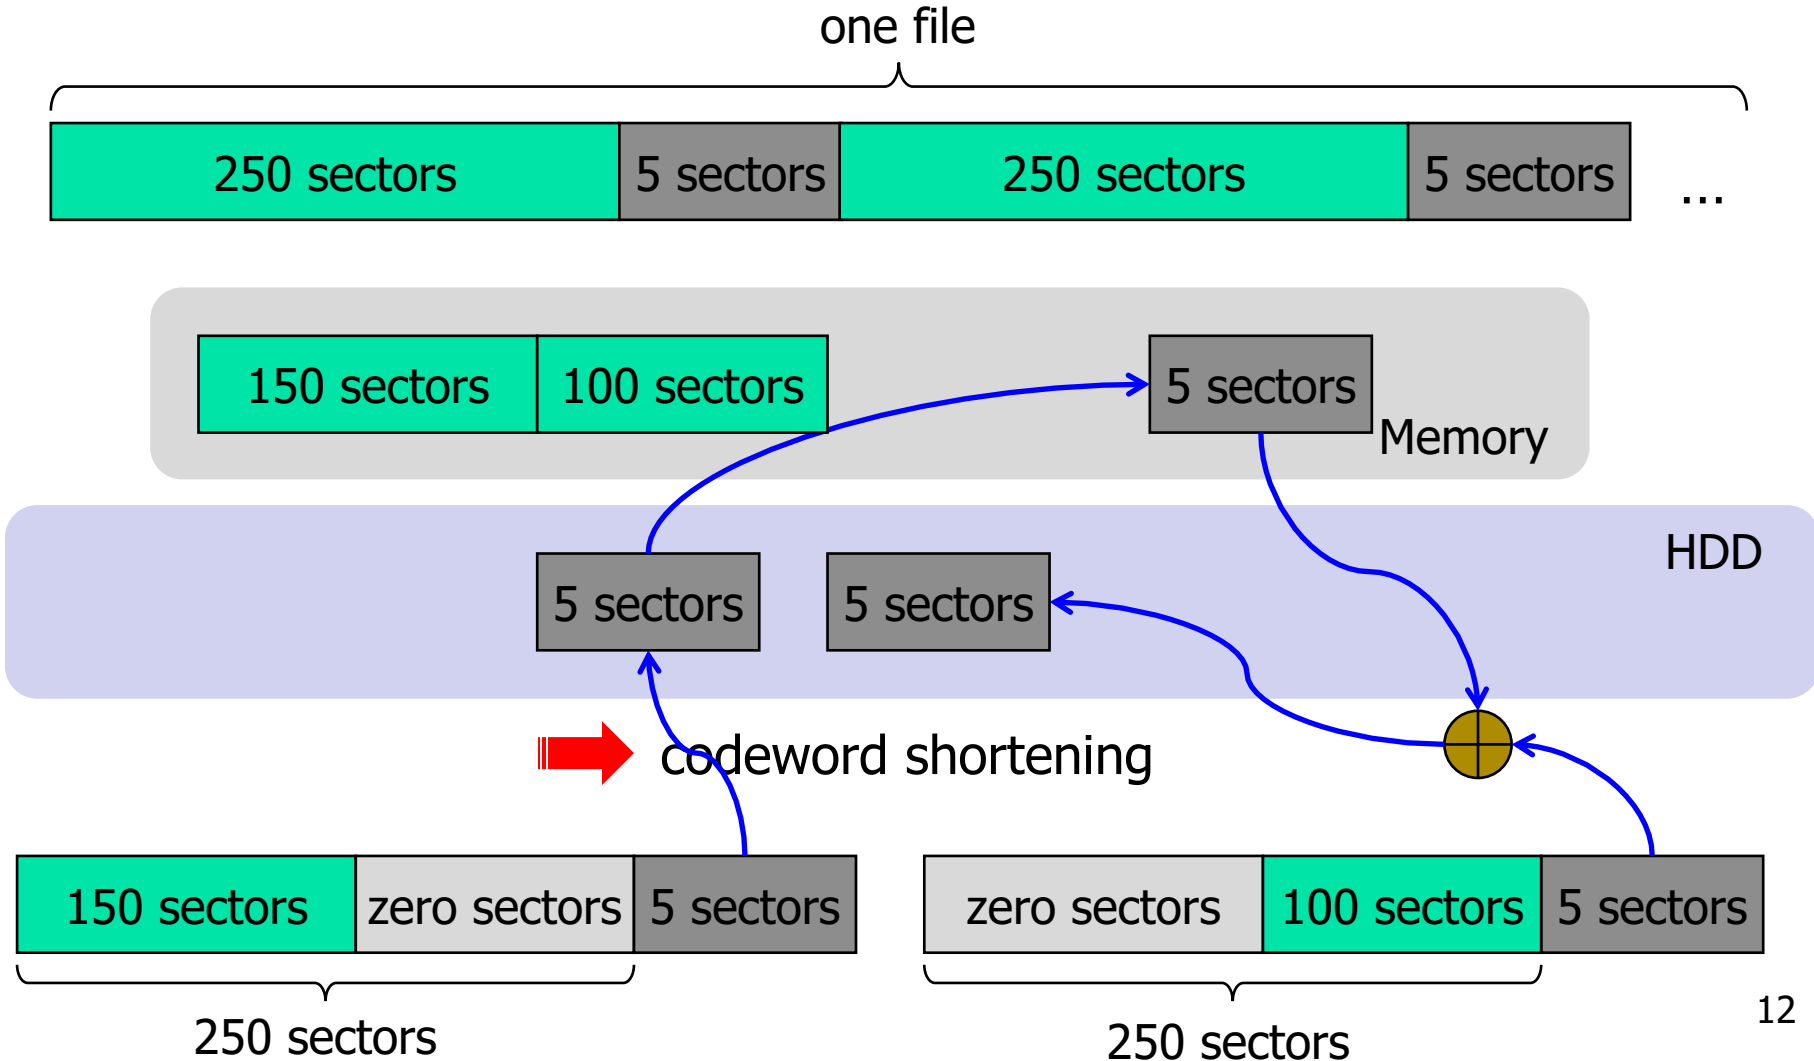 one file
250 sectors
5 sectors
250 sectors
5 sectors
...
150 sectors
100 sectors
5 sectors
Memory
HDD
5 sectors
5 sectors
codeword shortening
150 sectors
zero sectors
5 sectors
zero sectors
100 sectors
5 sectors
250 sectors
250 sectors
12